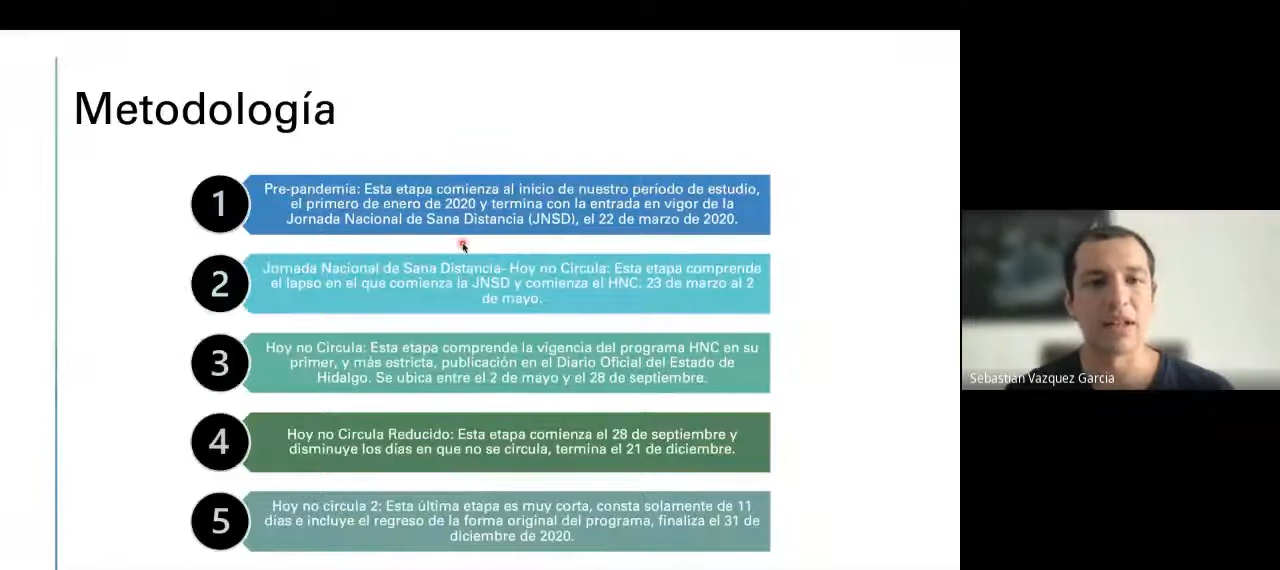 Metodología
1
Pre-pandemia: Esta etapa comienza al inicio de nuestro período de estudio,
el primero de enero de 2020 y termina con la entrada en vigor de la
Jornada Nacional de Sana Distancia (JNSD), el 22 de marzo de 2020.
2
Jornada Nacional de Sana Distancia- Hoy no Circula: Esta etapa comprende
el lapso en el que comienza la JNSD y comienza el HNC. 23 de marzo al 2
de mayo.
3
Hoy no Circula: Esta etapa comprende la vigencia del programa HNC en su
primer, y más estricta, publicación en el Diario Oficial del Estado de
Hidalgo. Se ubica entre el 2 de mayo y el 28 de septiembre.
4
Hoy no Circula Reducido: Esta etapa comienza el 28 de septiembre y
disminuye los días en que no se circula, termina el 21 de diciembre.
5
Hoy no circula 2: Esta última etapa es muy corta, consta solamente de 11
días e incluye el regreso de la forma original del programa, finaliza el 31 de
diciembre de 2020.
Sebastian Vazquez Garcia